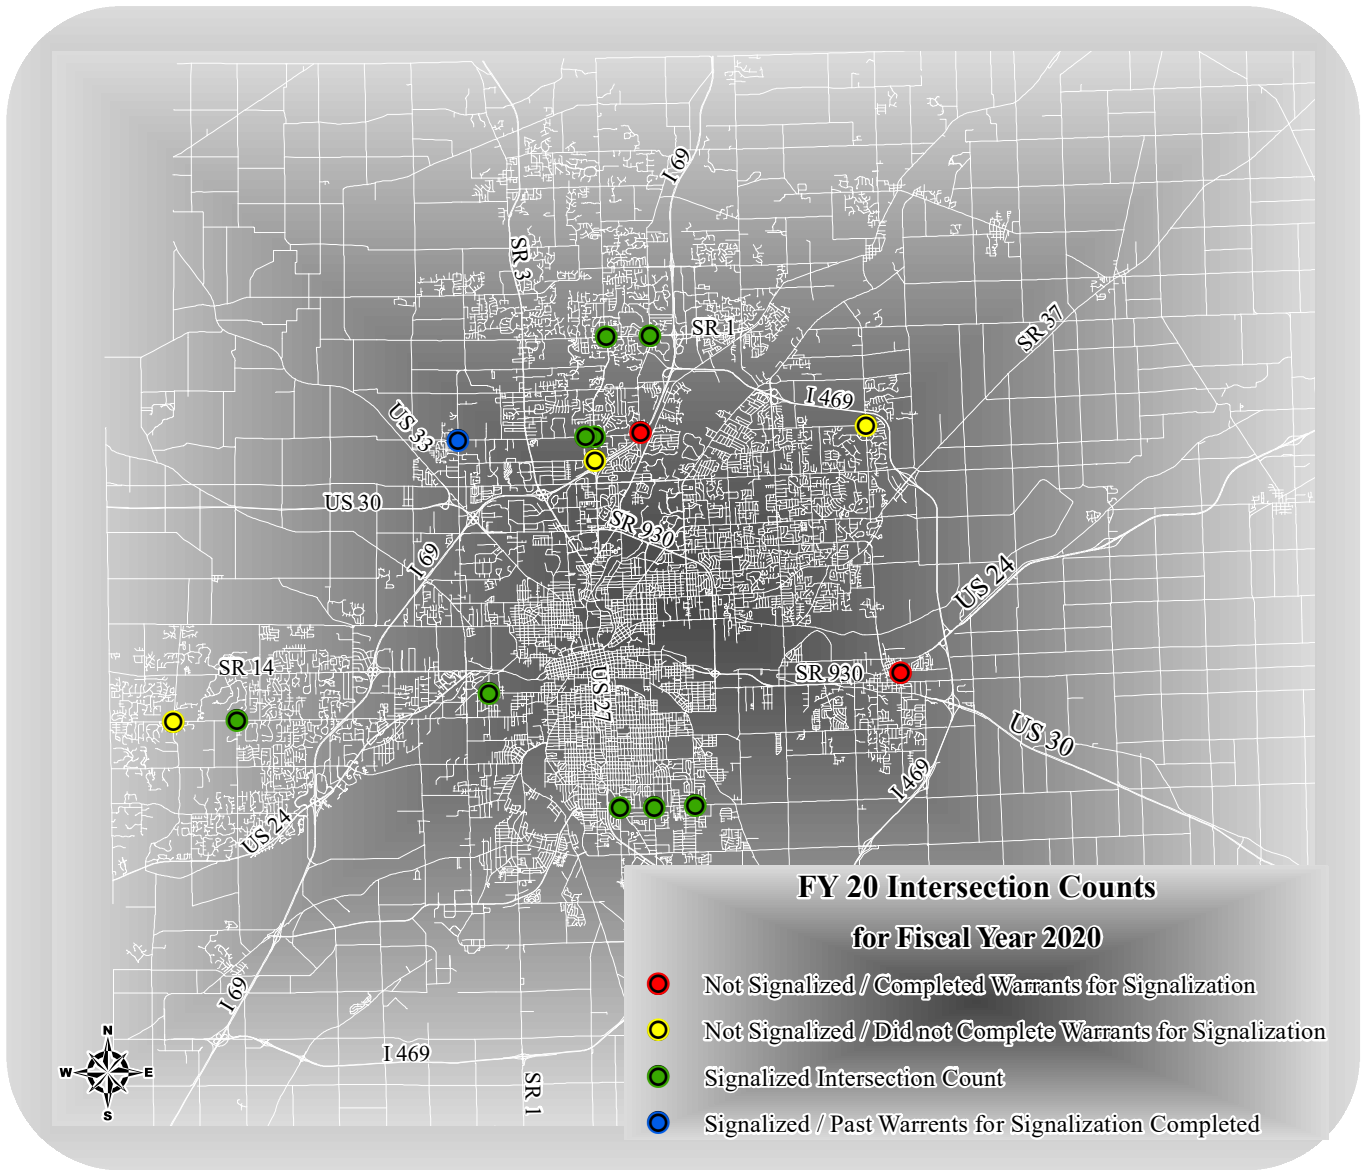 I 69
SR 3
SR 1
SR 37
I 469
US 33
US 30
SR 930
I 69
US 24
SR 14
SR 930
US 27
US 30
I 469
US 24
FY 20 Intersection Counts
for Fiscal Year 2020
Not Signalized / Completed Warrants for Signalization
I 69
Not Signalized / Did not Complete Warrants for Signalization
N
W
E
S
I 469
Signalized Intersection Count
SR 1
Signalized / Past Warrents for Signalization Completed